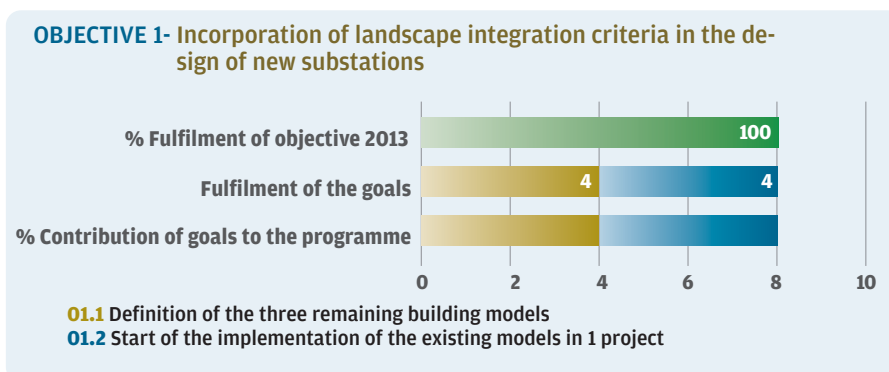 OBJECTIVE 1- Incorporation of landscape integration criteria in the de-
sign of new substations
% Fulfilment of objective 2013
100
Fulfilment of the goals
4
4
% Contribution of goals to the programme
0 2 4 6 8 10
01.1 Definition of the three remaining building models
01.2 Start of the implementation of the existing models in 1 project